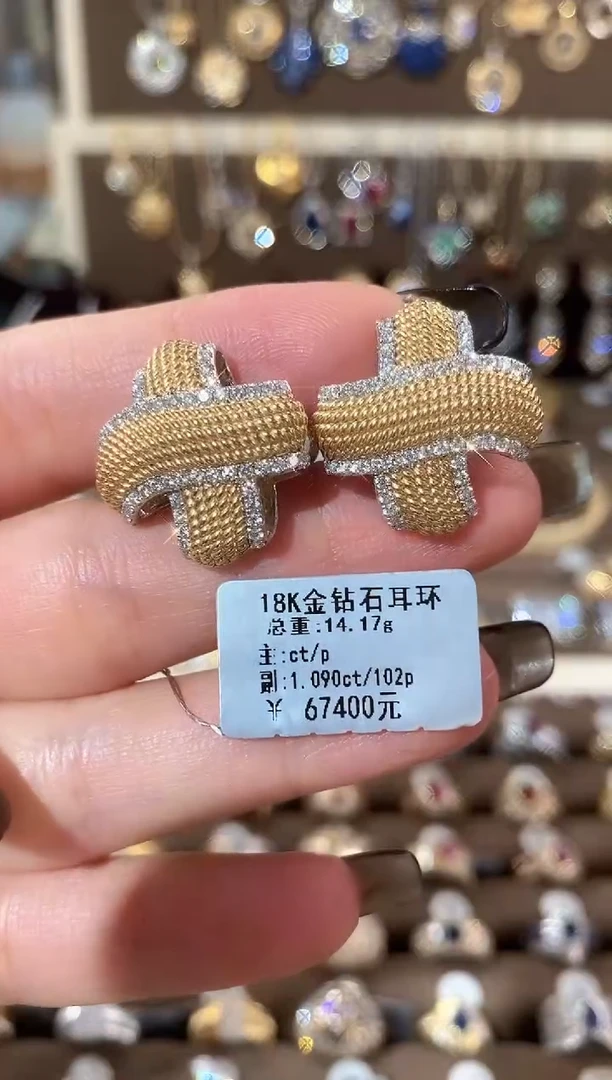 18K金钻石耳环
总重:14.17g
主:ct/p
副:1.090ct/102p
¥ 67400元